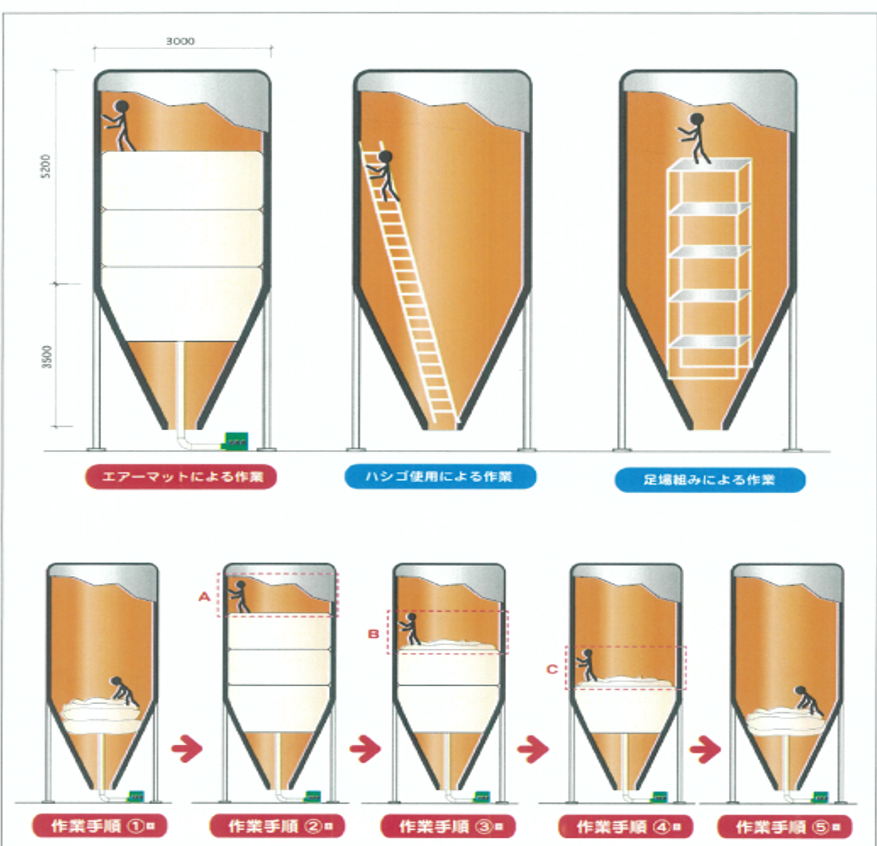 3000
5200
3500
エアーマットによる作業
ハシゴ使用による作業
足場組みによる作業
A
B
C
作業手順①
作業手順②
作業手順③
作業手順④
作業手順⑤